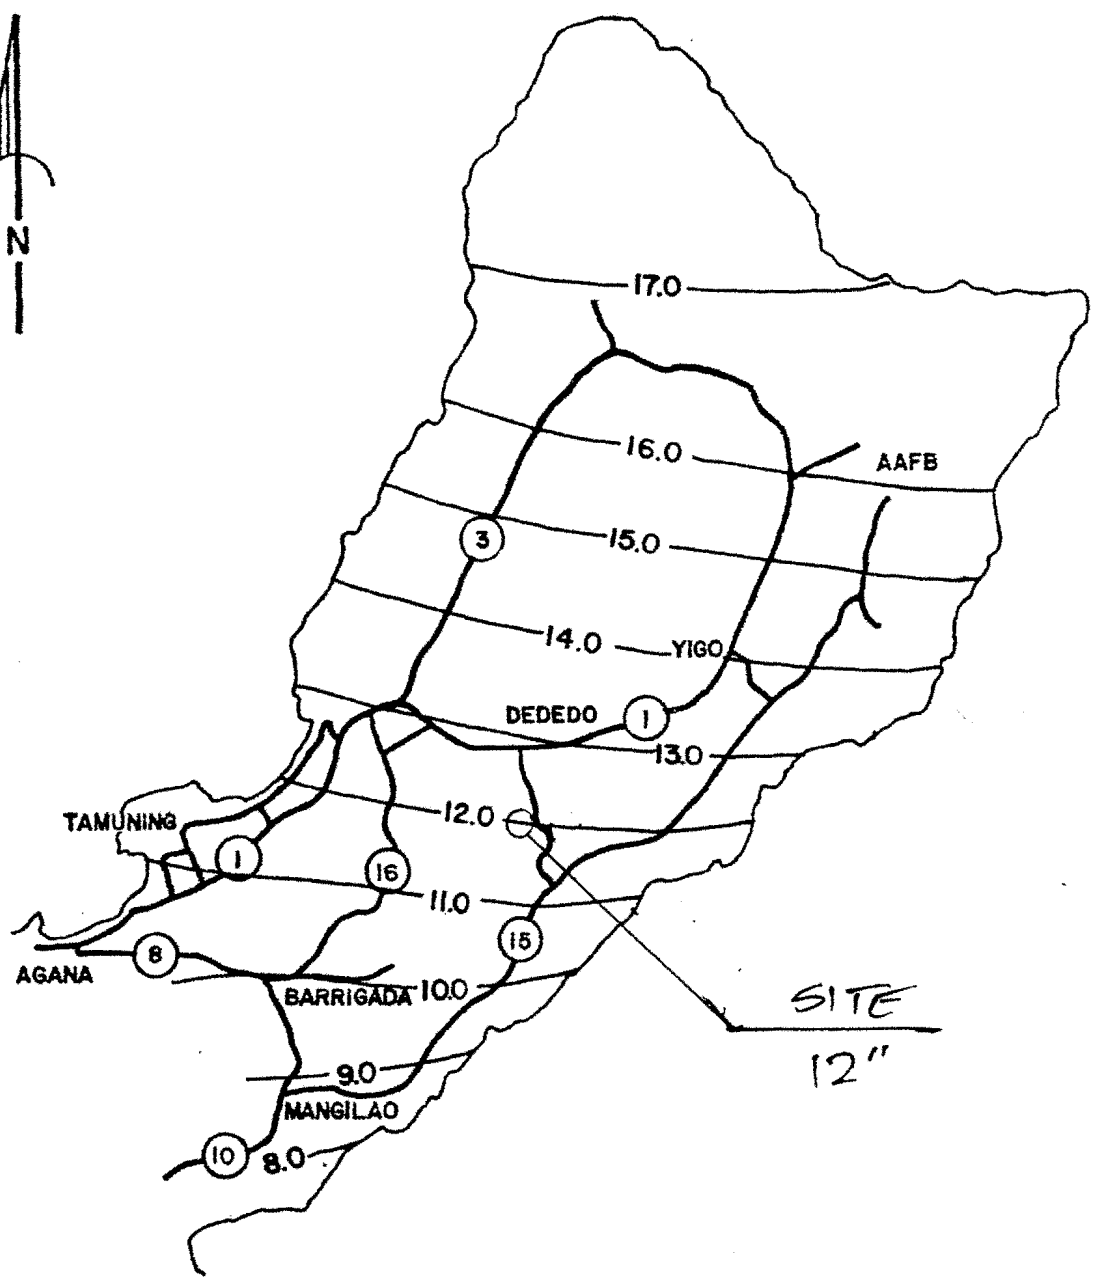 N
17.0
16.0
AAFB
3
15.0
14.0
YIGO
DEDEDO
1
13.0
12.0
TAMUNING
1
16
11.0
15
8
AGANA
BARRIGADA
10.0
SITE
12"
9.0
MANGILAO
10
8.0